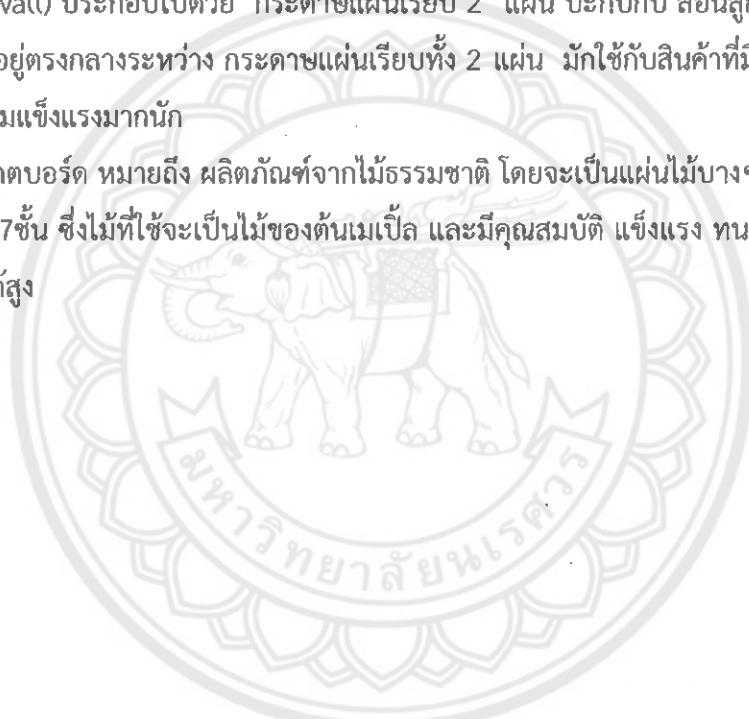 wall) ประกอบไปด้วย กระดาษแผ่นเรียบ 2 แผ่น ปะกบกับ ลอนลูก
อยู่ตรงกลางระหว่าง กระดาษแผ่นเรียบทั้ง 2 แผ่น มักใช้กับสินค้าที่มี
มแข็งแรงมากนัก
ตบอร์ด หมายถึง ผลิตภัณฑ์จากไม้ธรรมชาติ โดยจะเป็นแผ่นไม้บางๆ
7ชั้น ซึ่งไม้ที่ใช้จะเป็นไม้ของต้นเมเปิ้ล และมีคุณสมบัติ แข็งแรง ทน
สูง
มหาวิทยาลัยนเรศวร